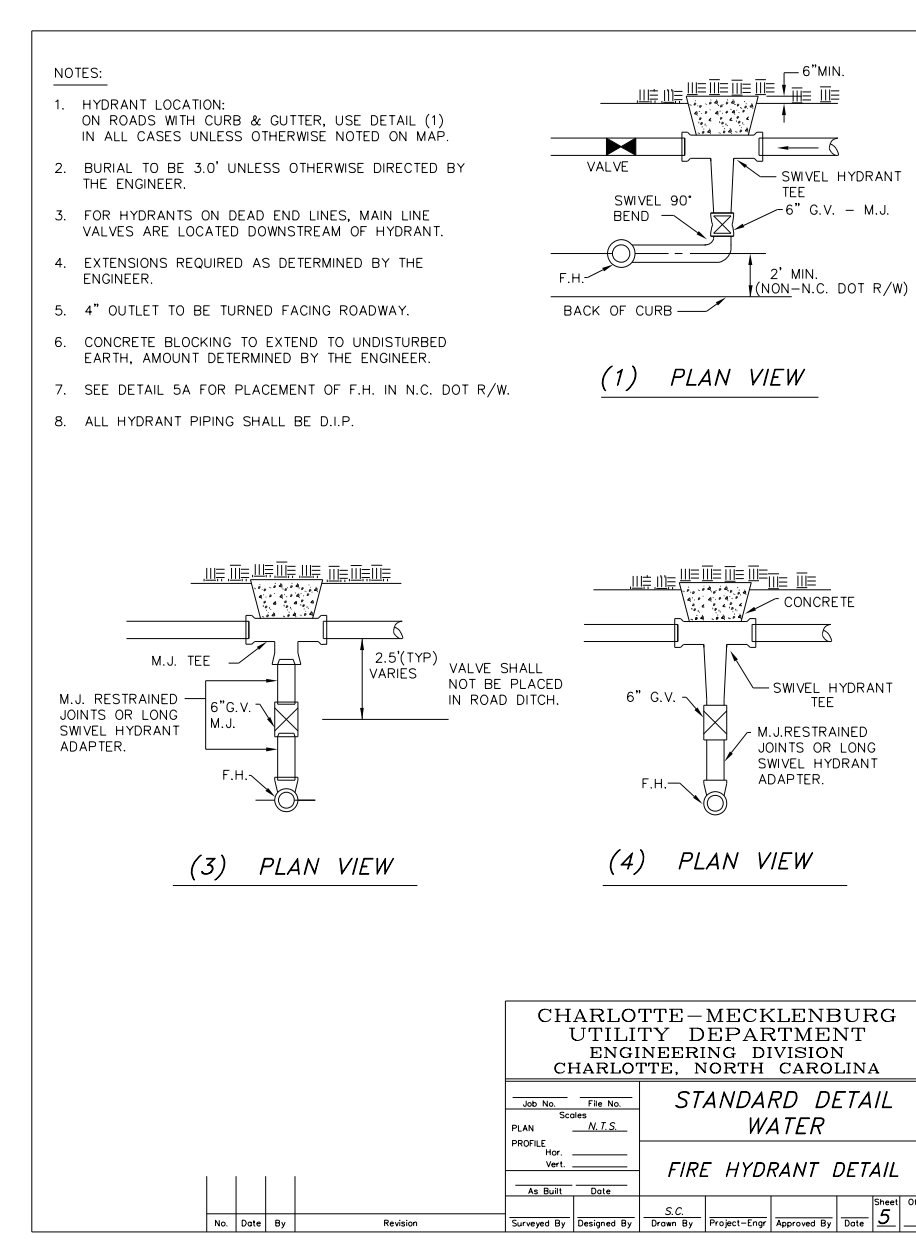 NOTES:
1. HYDRANT LOCATION:
ON ROADS WITH CURB & GUTTER, USE DETAIL (1)
IN ALL CASES UNLESS OTHERWISE NOTED ON MAP.
2. BURIAL TO BE 3.0' UNLESS OTHERWISE DIRECTED BY
THE ENGINEER.
3. FOR HYDRANTS ON DEAD END LINES, MAIN LINE
VALVES ARE LOCATED DOWNSTREAM OF HYDRANT.
4. EXTENSIONS REQUIRED AS DETERMINED BY THE
ENGINEER.
5. 4" OUTLET TO BE TURNED FACING ROADWAY.
6. CONCRETE BLOCKING TO EXTEND TO UNDISTURBED
EARTH, AMOUNT DETERMINED BY THE ENGINEER.
7. SEE DETAIL 5A FOR PLACEMENT OF F.H. IN N.C. DOT R/W.
8. ALL HYDRANT PIPING SHALL BE D.I.P.
6"MIN.
VALVE
SWIVEL HYDRANT
TEE
SWIVEL 90°
BEND
6" G.V. - M.J.
F.H.
2' MIN.
(NON-N.C. DOT R/W)
BACK OF CURB
(1) PLAN VIEW
M.J. TEE
2.5'(TYP)
VARIES
VALVE SHALL
NOT BE PLACED
IN ROAD DITCH.
M.J. RESTRAINED
JOINTS OR LONG
SWIVEL HYDRANT
ADAPTER.
6"G.V.
M.J.
F.H.
(3) PLAN VIEW
CONCRETE
6" G.V.
SWIVEL HYDRANT
TEE
M.J.RESTRAINED
JOINTS OR LONG
SWIVEL HYDRANT
ADAPTER.
F.H.
(4) PLAN VIEW
CHARLOTTE-MECKLENBURG
UTILITY DEPARTMENT
ENGINEERING DIVISION
CHARLOTTE, NORTH CAROLINA
Job No. File No.
Scales
PLAN N.T.S.
PROFILE
Hor.
Vert.
As Built Date
STANDARD DETAIL
WATER
FIRE HYDRANT DETAIL
No. Date By Revision
Surveyed By Designed By
S.C.
Drawn By Project-Engr Approved By Date
Sheet
5